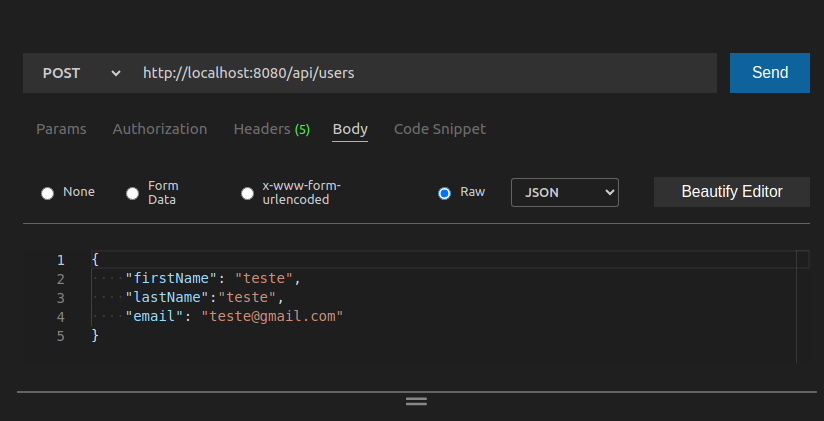 POST http://localhost:8080/api/users Send
Params Authorization Headers (5) Body Code Snippet
None Form Data x-www-form-urlencoded Raw JSON Beautify Editor
1 {
2 "firstName": "teste",
3 "lastName":"teste",
4 "email": "teste@gmail.com"
5 }